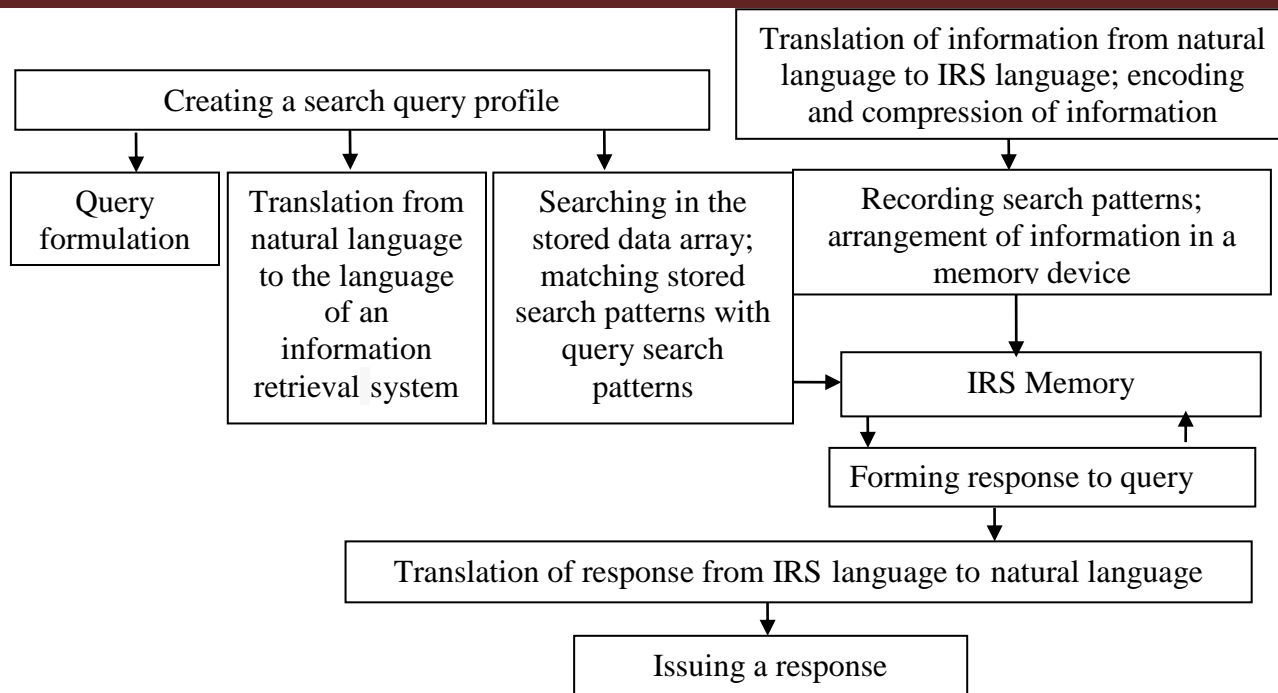 Translation of information from natural
language to IRS language; encoding
and compression of information
Creating a search query profile
Query
formulation
Translation from
natural language
to the language
of an
information
retrieval system
Searching in the
stored data array;
matching stored
search patterns with
query search
patterns
Recording search patterns;
arrangement of information in a
memory device
IRS Memory
Forming response to query
Translation of response from IRS language to natural language
Issuing a response